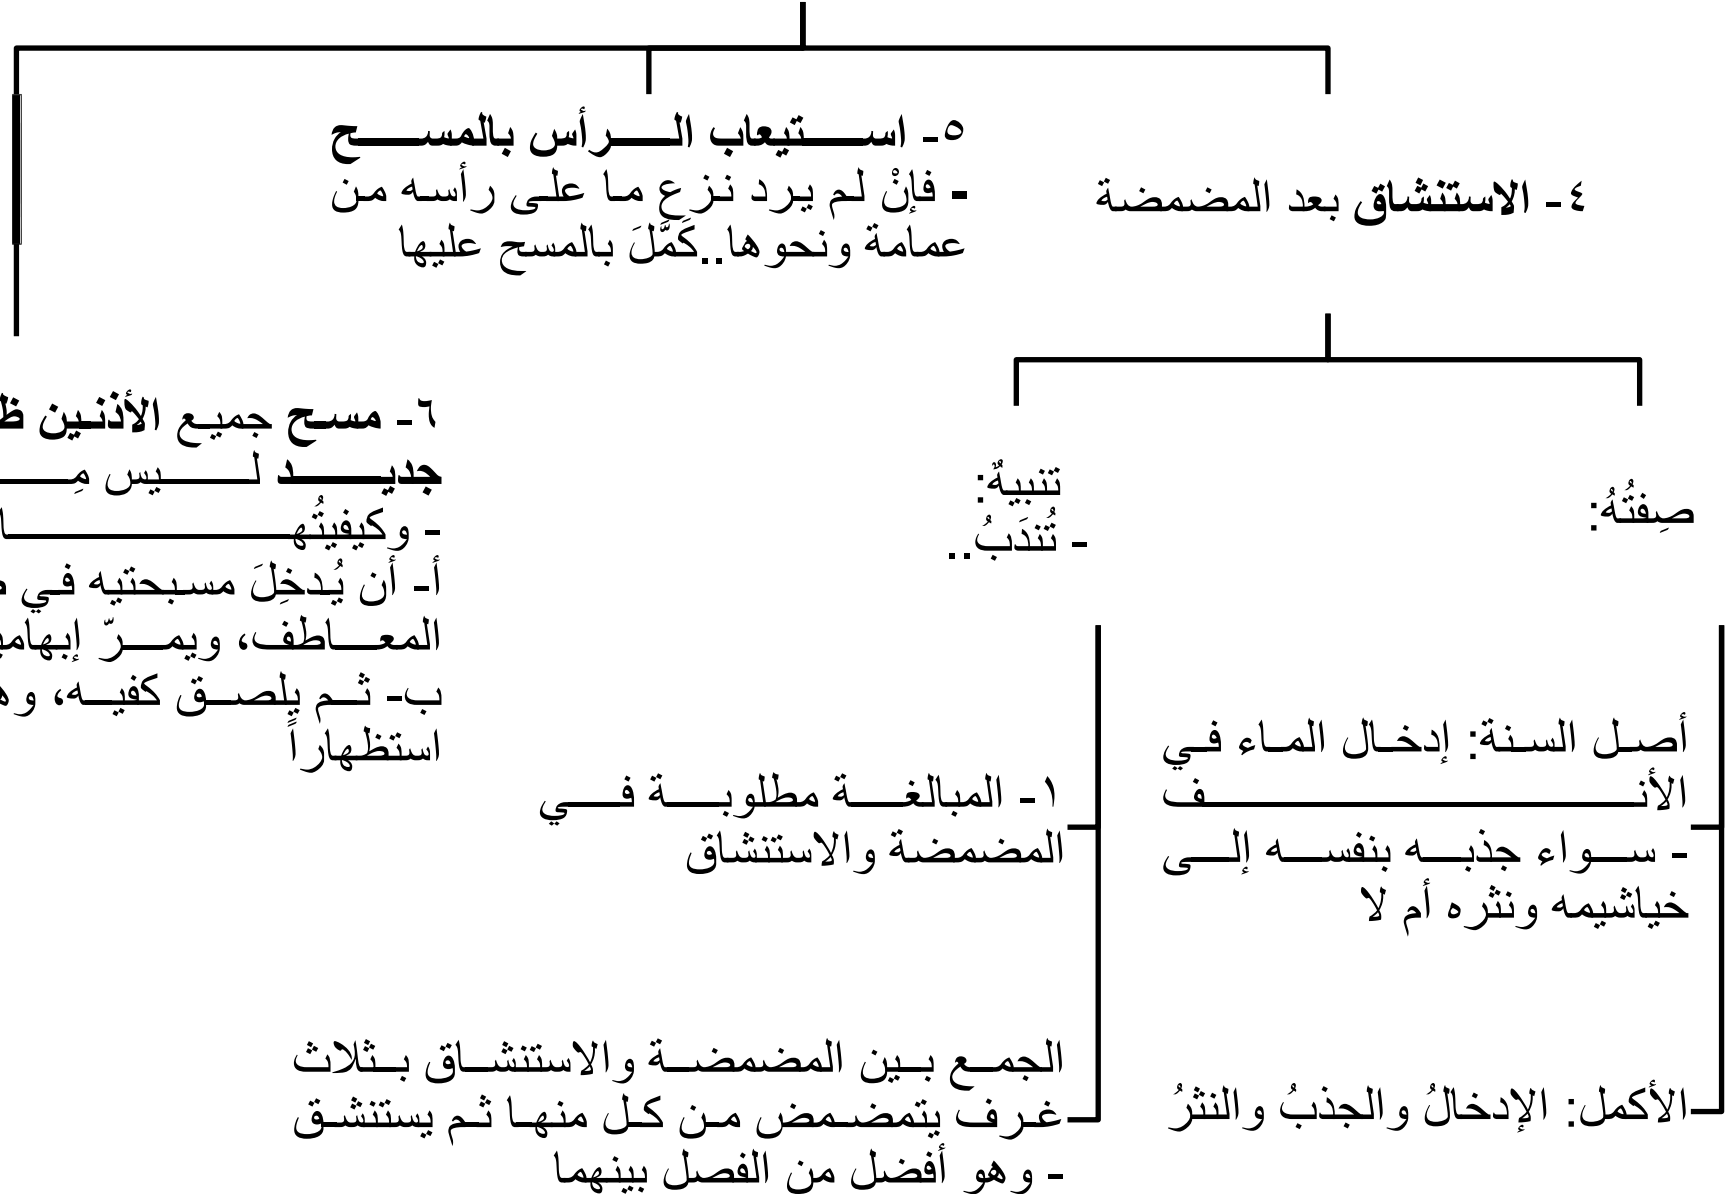 ٤- الاستنشاق بعد المضمضة
صِفتُهُ:
أصل السنة: إدخال الماء في
الأنف
- سواء جذبه بنفسه إلى
خياشيمه ونثره أم لا
الأكمل: الإدخالُ والجذبُ والنثرُ
تنبيهٌ:
- تُندَبُ..
١- المبالغة مطلوبة في
المضمضة والاستنشاق
الجمع بين المضمضة والاستنشاق بثلاث
غرف يتمضمض من كل منها ثم يستنشق
- وهو أفضل من الفصل بينهما
٥- استيعاب الرأس بالمسح
- فإنْ لم يرد نزع ما على رأسه من
عمامة ونحوها..كَمَّلَ بالمسح عليها
٦- مسح جميع الأذنين
جديد ليس
- وكيفيتُها
أ- أن يُدخِلَ مسبحتيه في
المعاطف، ويمرّ
ب- ثم يلصق كفيه،
استظهاراً